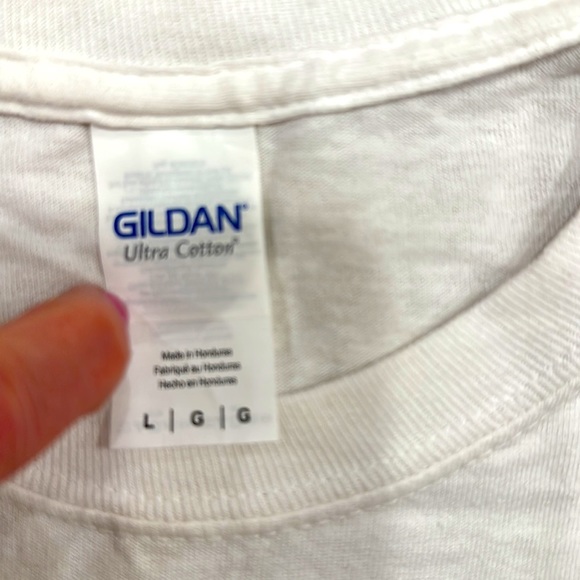 GILDAN®
Ultra Cotton®
Made in Honduras
Fabriqué au Honduras
Hecho en Honduras
L | G | G